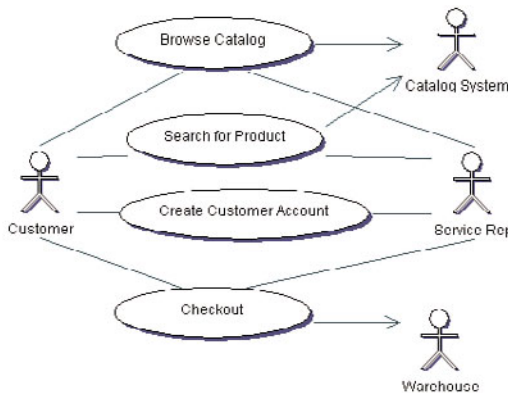 Browse Catalog
Catalog System
Search for Product
Create Customer Account
Customer
Service Rep
Checkout
Warehouse